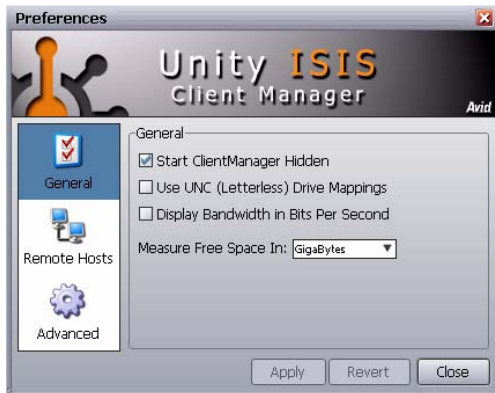 Preferences
Unity ISIS
Client Manager
Avid
General
Remote Hosts
Advanced
General
Start ClientManager Hidden
Use UNC (Letterless) Drive Mappings
Display Bandwidth in Bits Per Second
Measure Free Space In: GigaBytes
Apply
Revert
Close